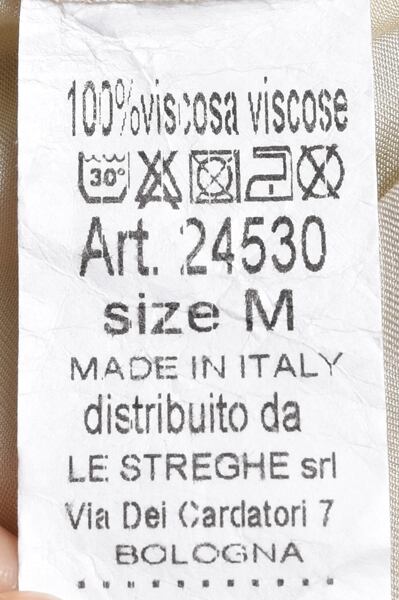 100%viscosa viscose
30°
Art. 24530
size M
MADE IN ITALY
distribuito da
LE STREGHE srl
Via Dei Cardatori 7
BOLOGNA